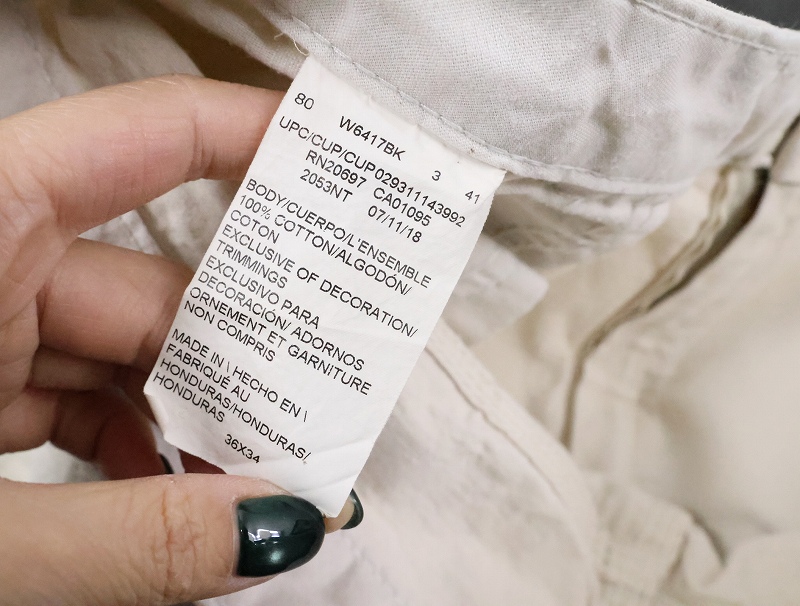 80 W6417BK 3 41
UPC/CUP/CUP029311143992
RN20697 CA01095
2053NT 07/11/18
BODY/CUERPO/L'ENSEMBLE
100% COTTON/ALGODÓN/
COTON
EXCLUSIVE OF DECORATION/
TRIMMINGS
EXCLUSIVO PARA
DECORACIÓN/ ADORNOS
ORNEMENT ET GARNITURE
NON COMPRIS
MADE IN \ HECHO EN \
FABRIQUÉ AU
HONDURAS/HONDURAS/
HONDURAS
36X34